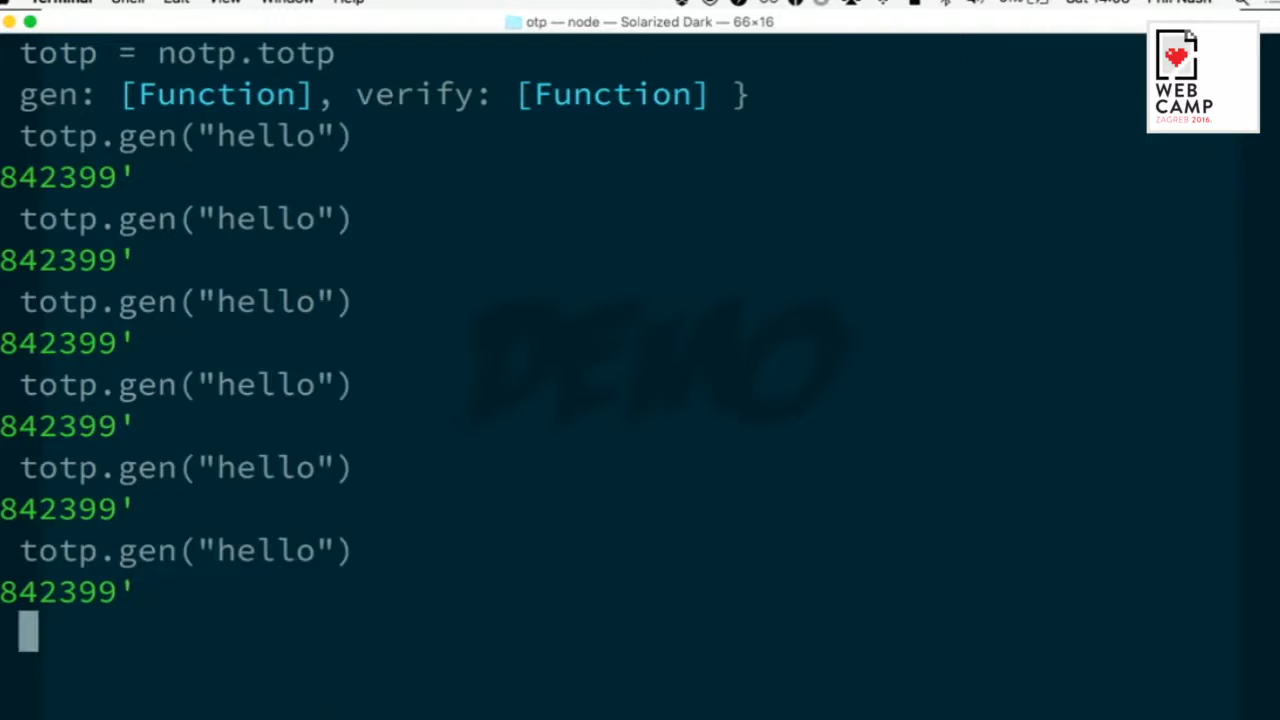 otp — node — Solarized Dark — 66×16
totp = notp.totp
gen: [Function], verify: [Function] }
totp.gen("hello")
842399'
totp.gen("hello")
842399'
totp.gen("hello")
842399'
totp.gen("hello")
842399'
totp.gen("hello")
842399'
totp.gen("hello")
842399'
DEMO
WEB
CAMP
ZAGREB 2016.